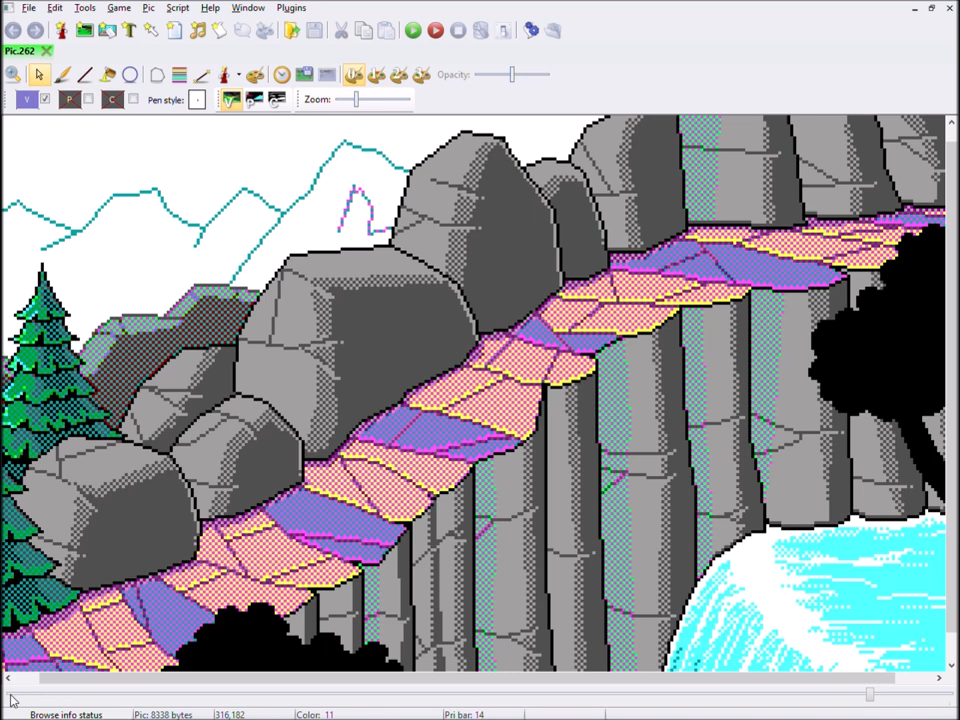 File Edit Tools Game Pic Script Help Window Plugins
Pic.262
Opacity:
V P C Pen style: V P C Zoom:
Browse info status Pic: 8338 bytes 316,182 Color: 11 Pri bar: 14